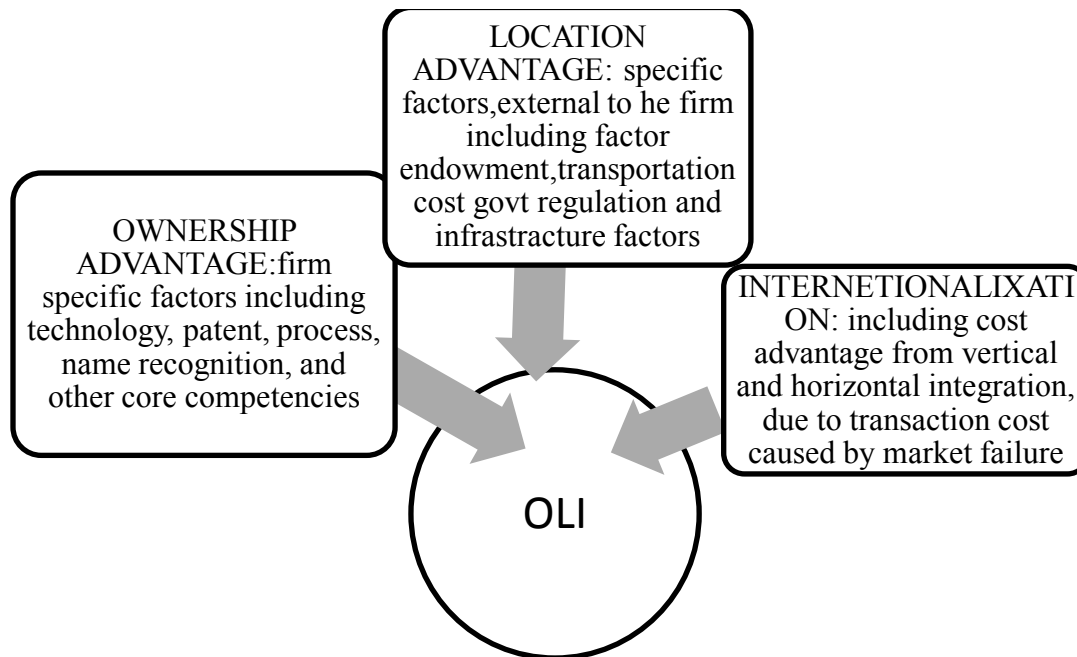 LOCATION
ADVANTAGE: specific
factors,external to he firm
including factor
endowment,transportation
cost govt regulation and
infrastracture factors
OWNERSHIP
ADVANTAGE:firm
specific factors including
technology, patent, process,
name recognition, and
other core competencies
INTERNETIONALIXATI
ON: including cost
advantage from vertical
and horizontal integration,
due to transaction cost
caused by market failure
OLI